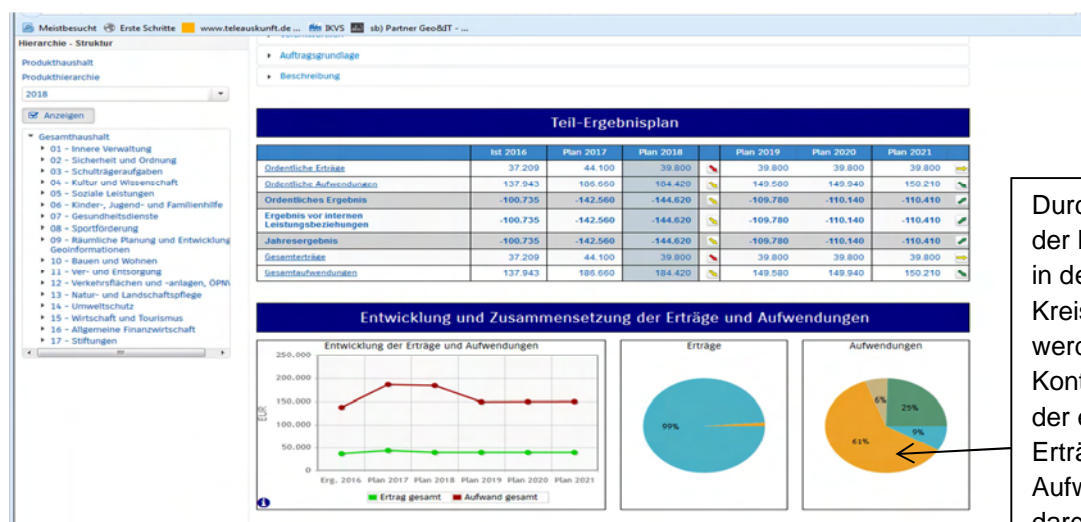 Meistbesucht Erste Schritte www.teleauskunft.de ... IKVS sb) Partner Geo&IT - ...
Hierarchie - Struktur
Produkthaushalt
Produkthierarchie
2018
Anzeigen
Gesamthaushalt
01 - Innere Verwaltung
02 - Sicherheit und Ordnung
03 - Schulträgeraufgaben
04 - Kultur und Wissenschaft
05 - Soziale Leistungen
06 - Kinder-, Jugend- und Familienhilfe
07 - Gesundheitsdienste
08 - Sportförderung
09 - Räumliche Planung und Entwicklung
Geoinformationen
10 - Bauen und Wohnen
11 - Ver- und Entsorgung
12 - Verkehrsflächen und -anlagen, ÖPNV
13 - Natur- und Landschaftspflege
14 - Umweltschutz
15 - Wirtschaft und Tourismus
16 - Allgemeine Finanzwirtschaft
17 - Stiftungen
Auftragsgrundlage
Beschreibung
Teil-Ergebnisplan
Ist 2016 Plan 2017 Plan 2018 Plan 2019 Plan 2020 Plan 2021
Ordentliche Erträge 37.209 44.100 39.800 39.800 39.800 39.800
Ordentliche Aufwendungen 137.943 186.660 184.420 149.580 149.940 150.210
Ordentliches Ergebnis -100.735 -142.560 -144.620 -109.780 -110.140 -110.410
Ergebnis vor internen
Leistungsbeziehungen -100.735 -142.560 -144.620 -109.780 -110.140 -110.410
Jahresergebnis -100.735 -142.560 -144.620 -109.780 -110.140 -110.410
Gesamterträge 37.209 44.100 39.800 39.800 39.800 39.800
Gesamtaufwendungen 137.943 186.660 184.420 149.580 149.940 150.210
Entwicklung und Zusammensetzung der Erträge und Aufwendungen
Entwicklung der Erträge und Aufwendungen
250.000
200.000
150.000
100.000
50.000
0
EUR
Erg. 2016 Plan 2017 Plan 2018 Plan 2019 Plan 2020 Plan 2021
Ertrag gesamt Aufwand gesamt
Erträge
99%
Aufwendungen
6%
25%
9%
61%
Durc
der
in de
Kreis
werd
Kont
der
Erträ
Aufw